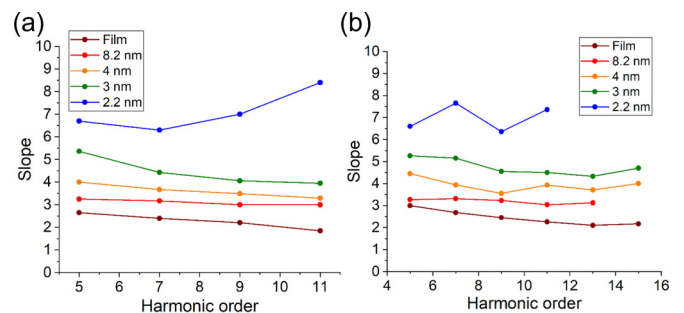 (a)
Film
8.2 nm
4 nm
3 nm
2.2 nm
10
9
8
7
6
5
4
3
2
1
0
Slope
5 6 7 8 9 10 11
Harmonic order
(b)
Film
8.2 nm
4 nm
3 nm
2.2 nm
10
9
8
7
6
5
4
3
2
1
0
Slope
4 6 8 10 12 14 16
Harmonic order